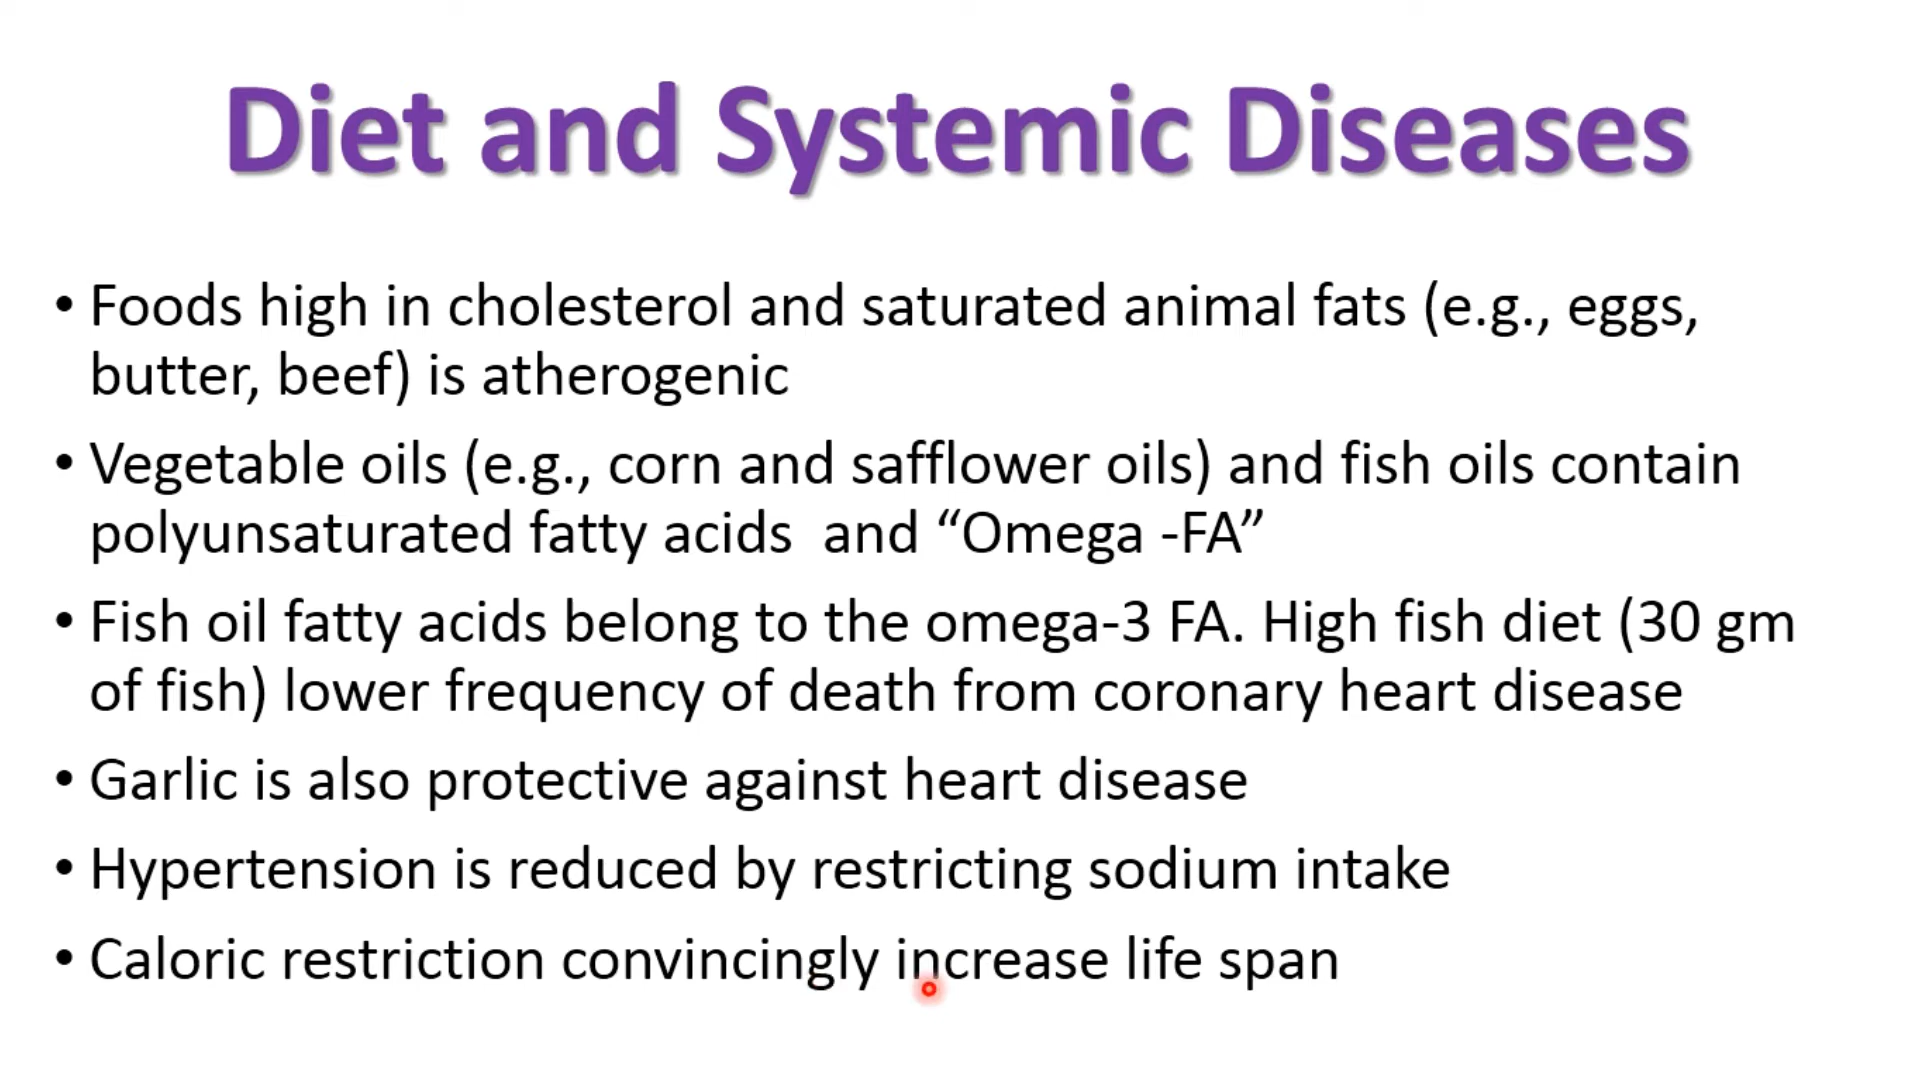 Diet and Systemic Diseases
• Foods high in cholesterol and saturated animal fats (e.g., eggs,
butter, beef) is atherogenic
• Vegetable oils (e.g., corn and safflower oils) and fish oils contain
polyunsaturated fatty acids  and “Omega -FA”
• Fish oil fatty acids belong to the omega-3 FA. High fish diet (30 gm
of fish) lower frequency of death from coronary heart disease
• Garlic is also protective against heart disease
• Hypertension is reduced by restricting sodium intake
• Caloric restriction convincingly increase life span